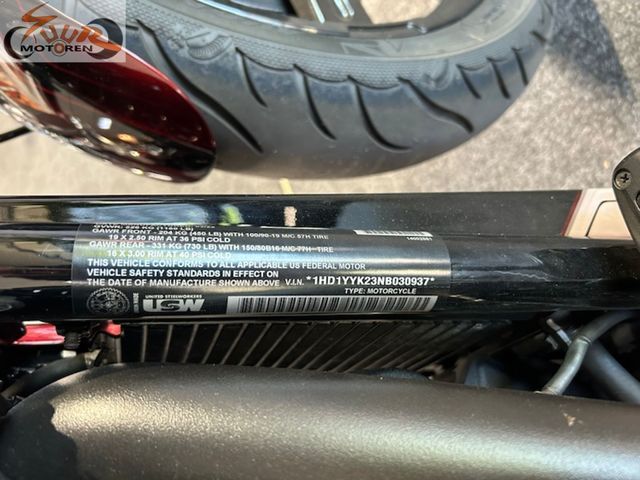 TOUR
MOTOREN
GAWR FRONT - 204 KG (450 LB) WITH 100/90-19 M/C 57H TIRE
19 X 2.50 RIM AT 36 PSI COLD
GAWR REAR - 331 KG (730 LB) WITH 150/80B16 M/C 77H TIRE
16 X 3.00 RIM AT 40 PSI COLD
THIS VEHICLE CONFORMS TO ALL APPLICABLE US FEDERAL MOTOR
VEHICLE SAFETY STANDARDS IN EFFECT ON
THE DATE OF MANUFACTURE SHOWN ABOVE V.I.N. *1HD1YYK23NB030937*
TYPE: MOTORCYCLE
UNITED STEELWORKERS
USW